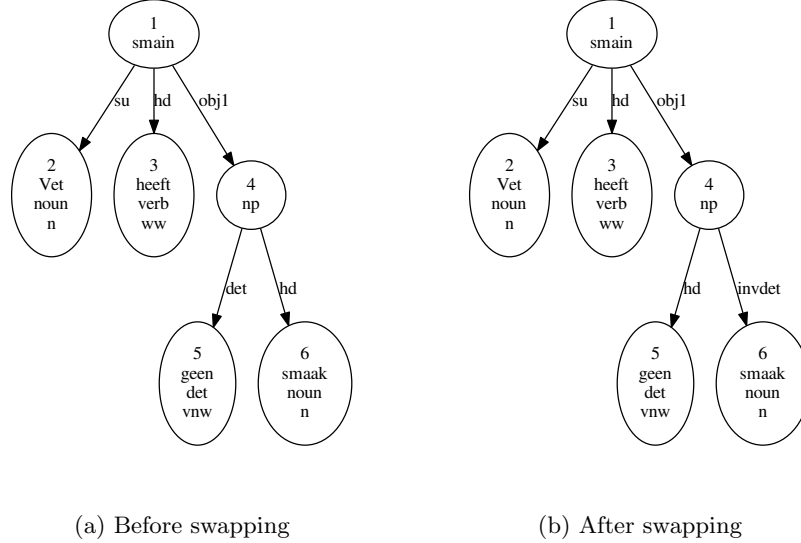 1
smain
su
hd
obj1
2
Vet
noun
n
3
heeft
verb
ww
4
np
det
hd
5
geen
det
vnw
6
smaak
noun
n
(a) Before swapping
1
smain
su
hd
obj1
2
Vet
noun
n
3
heeft
verb
ww
4
np
hd
invdet
5
geen
det
vnw
6
smaak
noun
n
(b) After swapping